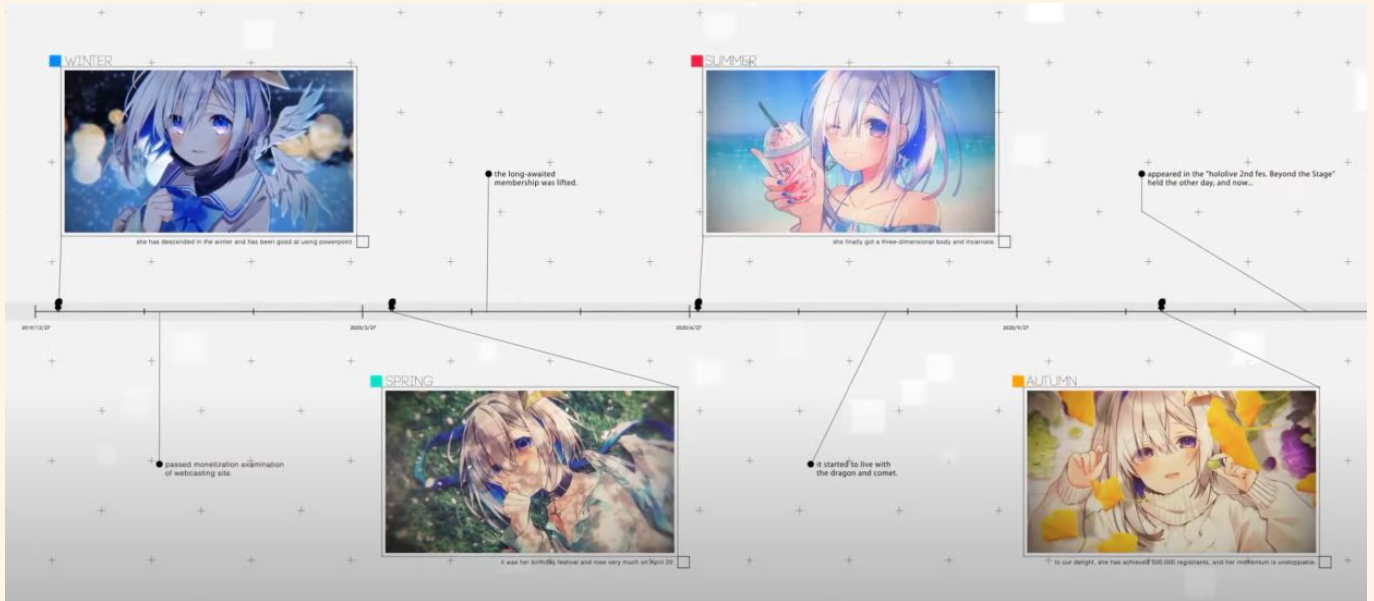 WINTER
she has descended in the winter and has been good at using powerpoint.
the long-awaited
membership was lifted.
SUMMER
she finally got a three-dimensional body and incarnate.
appeared in the "hololive 2nd fes. Beyond the Stage"
held the other day, and now...
2019/12/27
2020/3/27
2020/6/27
2020/9/27
passed monetization examination
of webcasting site.
SPRING
it was her birthday festival and rose very much on April 22.
it started to live with
the dragon and comet.
AUTUMN
to our delight, she has achieved 500,000 registrants, and her momentum is unstoppable.